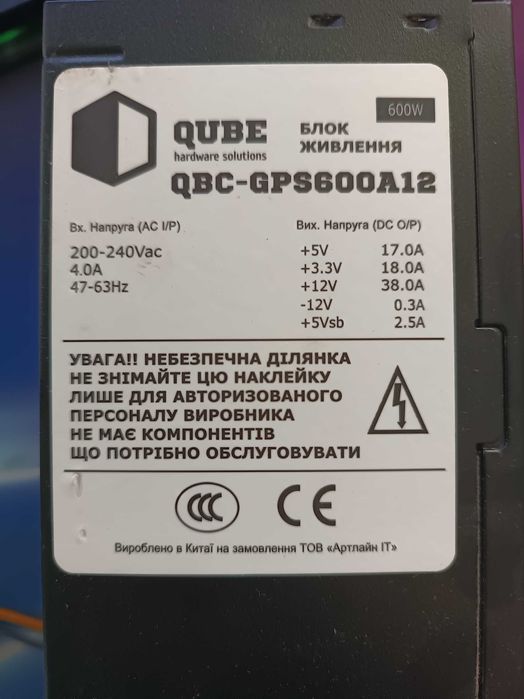 600W
QUBE
hardware solutions
БЛОК
ЖИВЛЕННЯ
QBC-GPS600A12
Вх. Напруга (AC I/P)
200-240Vac
4.0A
47-63Hz
Вих. Напруга (DC O/P)
+5V 17.0A
+3.3V 18.0A
+12V 38.0A
-12V 0.3A
+5Vsb 2.5A
УВАГА!! НЕБЕЗПЕЧНА ДІЛЯНКА
НЕ ЗНІМАЙТЕ ЦЮ НАКЛЕЙКУ
ЛИШЕ ДЛЯ АВТОРИЗОВАНОГО
ПЕРСОНАЛУ ВИРОБНИКА
НЕ МАЄ КОМПОНЕНТІВ
ЩО ПОТРІБНО ОБСЛУГОВУВАТИ
CCC CE
Вироблено в Китаї на замовлення ТОВ «Артлайн ІТ»